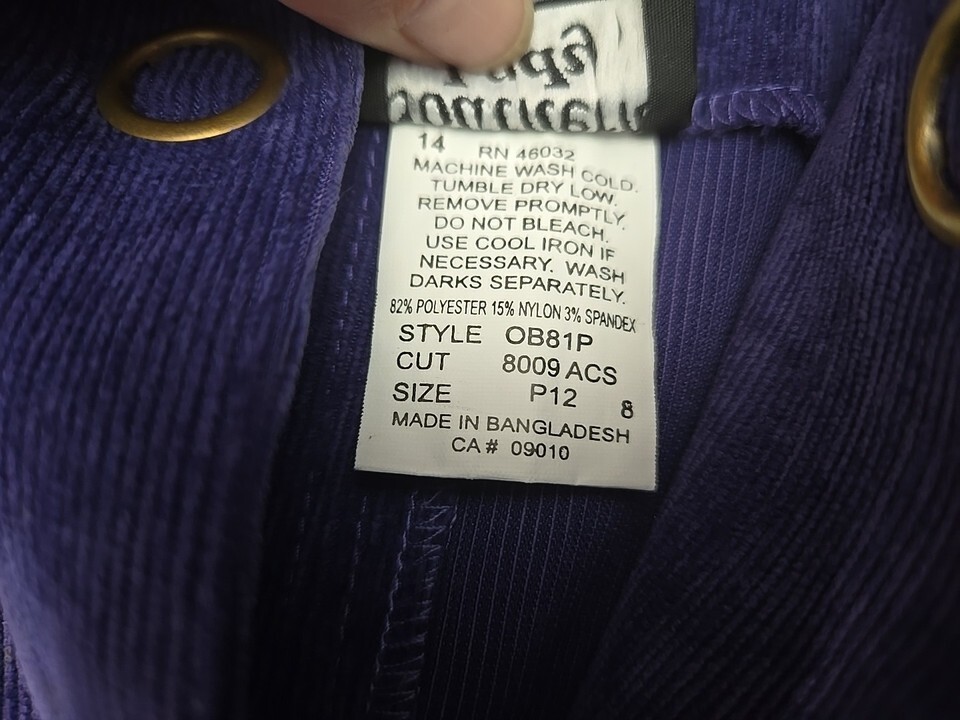 14 RN 46032
MACHINE WASH COLD.
TUMBLE DRY LOW.
REMOVE PROMPTLY.
DO NOT BLEACH.
USE COOL IRON IF
NECESSARY. WASH
DARKS SEPARATELY.
82% POLYESTER 15% NYLON 3% SPANDEX
STYLE OB81P
CUT 8009 ACS
SIZE P12 8
MADE IN BANGLADESH
CA# 09010